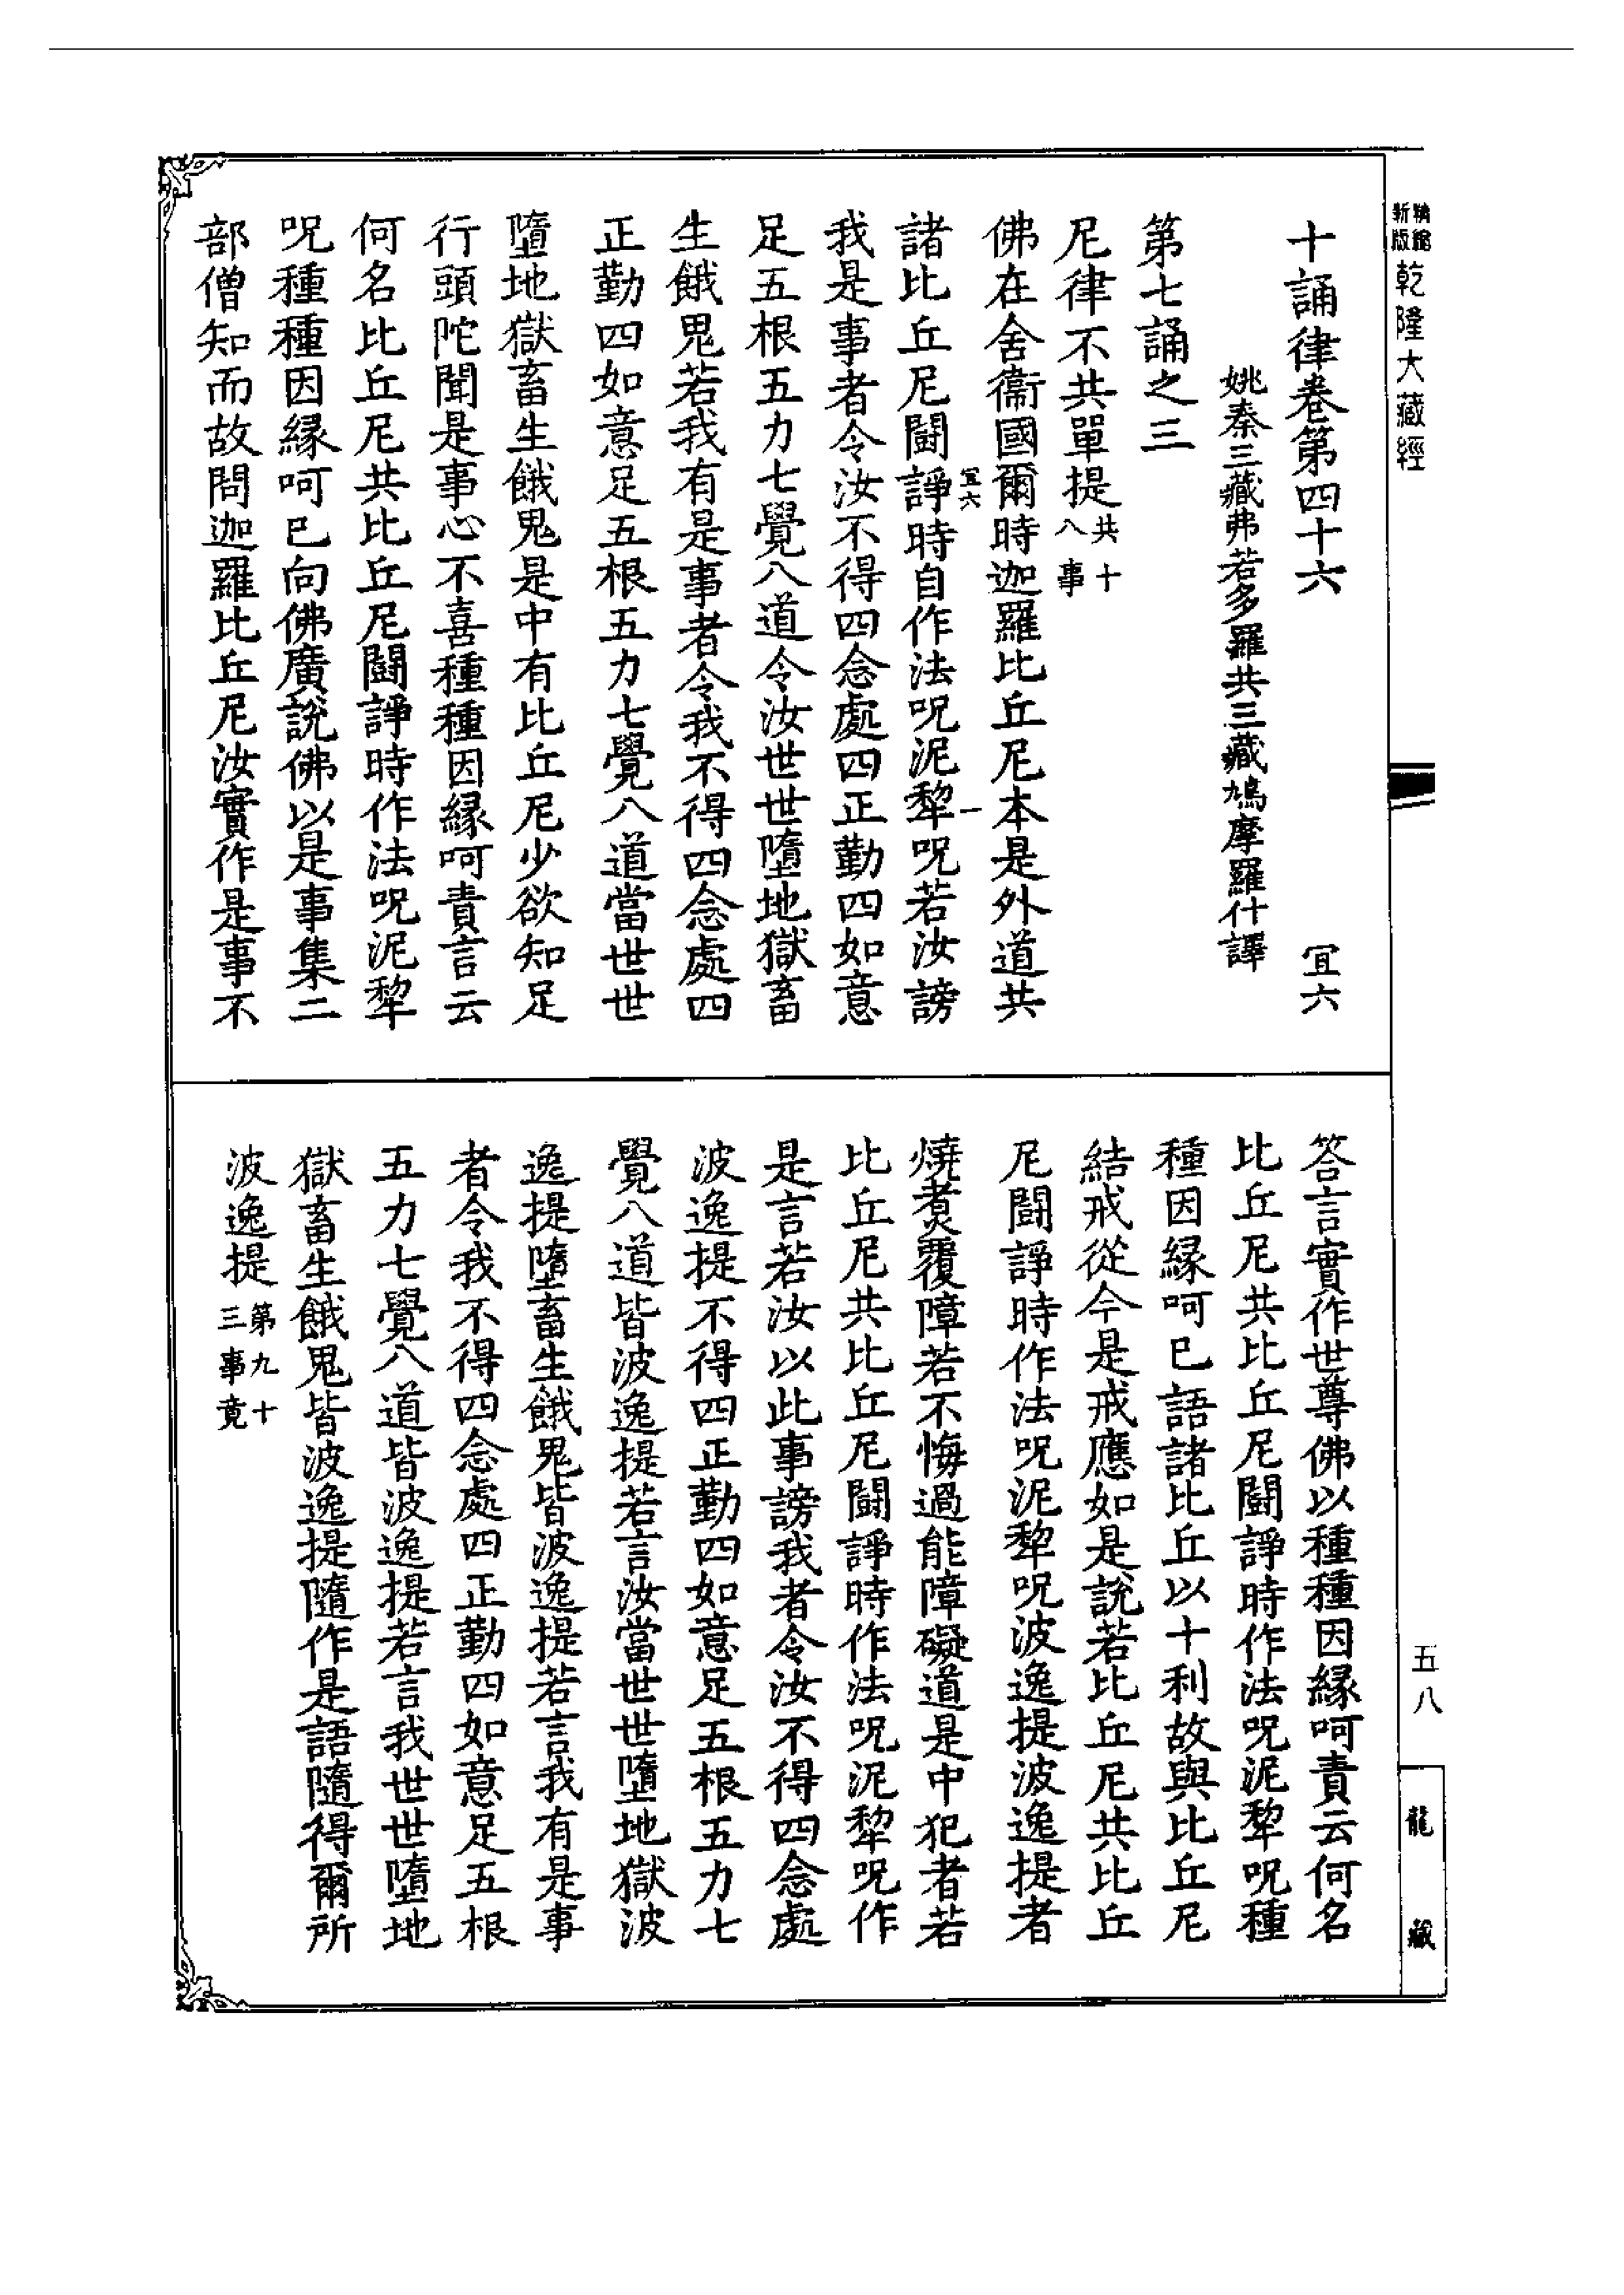 新版精縮乾隆大藏經
十誦律卷第四十六 冝六
姚秦三藏弗若多羅共三藏鳩摩羅什譯
第七誦之三
尼律不共單提共十八事
佛在舍衞國爾時迦羅比丘尼本是外道共
冝六 一
諸比丘尼鬪諍時自作法呪泥犂呪若汝謗
我是事者令汝不得四念處四正勤四如意
足五根五力七覺八道令汝世世墮地獄畜
生餓鬼若我有是事者令我不得四念處四
正勤四如意足五根五力七覺八道當世世
墮地獄畜生餓鬼是中有比丘尼少欲知足
行頭陀聞是事心不喜種種因緣呵責言云
何名比丘尼共比丘尼鬪諍時作法呪泥犂
呪種種因緣呵已向佛廣說佛以是事集二
部僧知而故問迦羅比丘尼汝實作是事不
答言實作世尊佛以種種因緣呵責云何名
比丘尼共比丘尼鬪諍時作法呪泥犂呪種
種因緣呵已語諸比丘以十利故與比丘尼
結戒從今是戒應如是說若比丘尼共比丘
尼鬪諍時作法呪泥犂呪波逸提波逸提者
燒煑覆障若不悔過能障礙道是中犯者若
比丘尼共比丘尼鬪諍時作法呪泥犂呪作
是言若汝以此事謗我者令汝不得四念處
波逸提不得四正勤四如意足五根五力七
覺八道皆波逸提若言汝當世世墮地獄波
逸提墮畜生餓鬼皆波逸提若言我有是事
者令我不得四念處四正勤四如意足五根
五力七覺八道皆波逸提若言我世世墮地
獄畜生餓鬼皆波逸提隨作是語隨得爾所
波逸提第九十三事竟
五八
龍藏